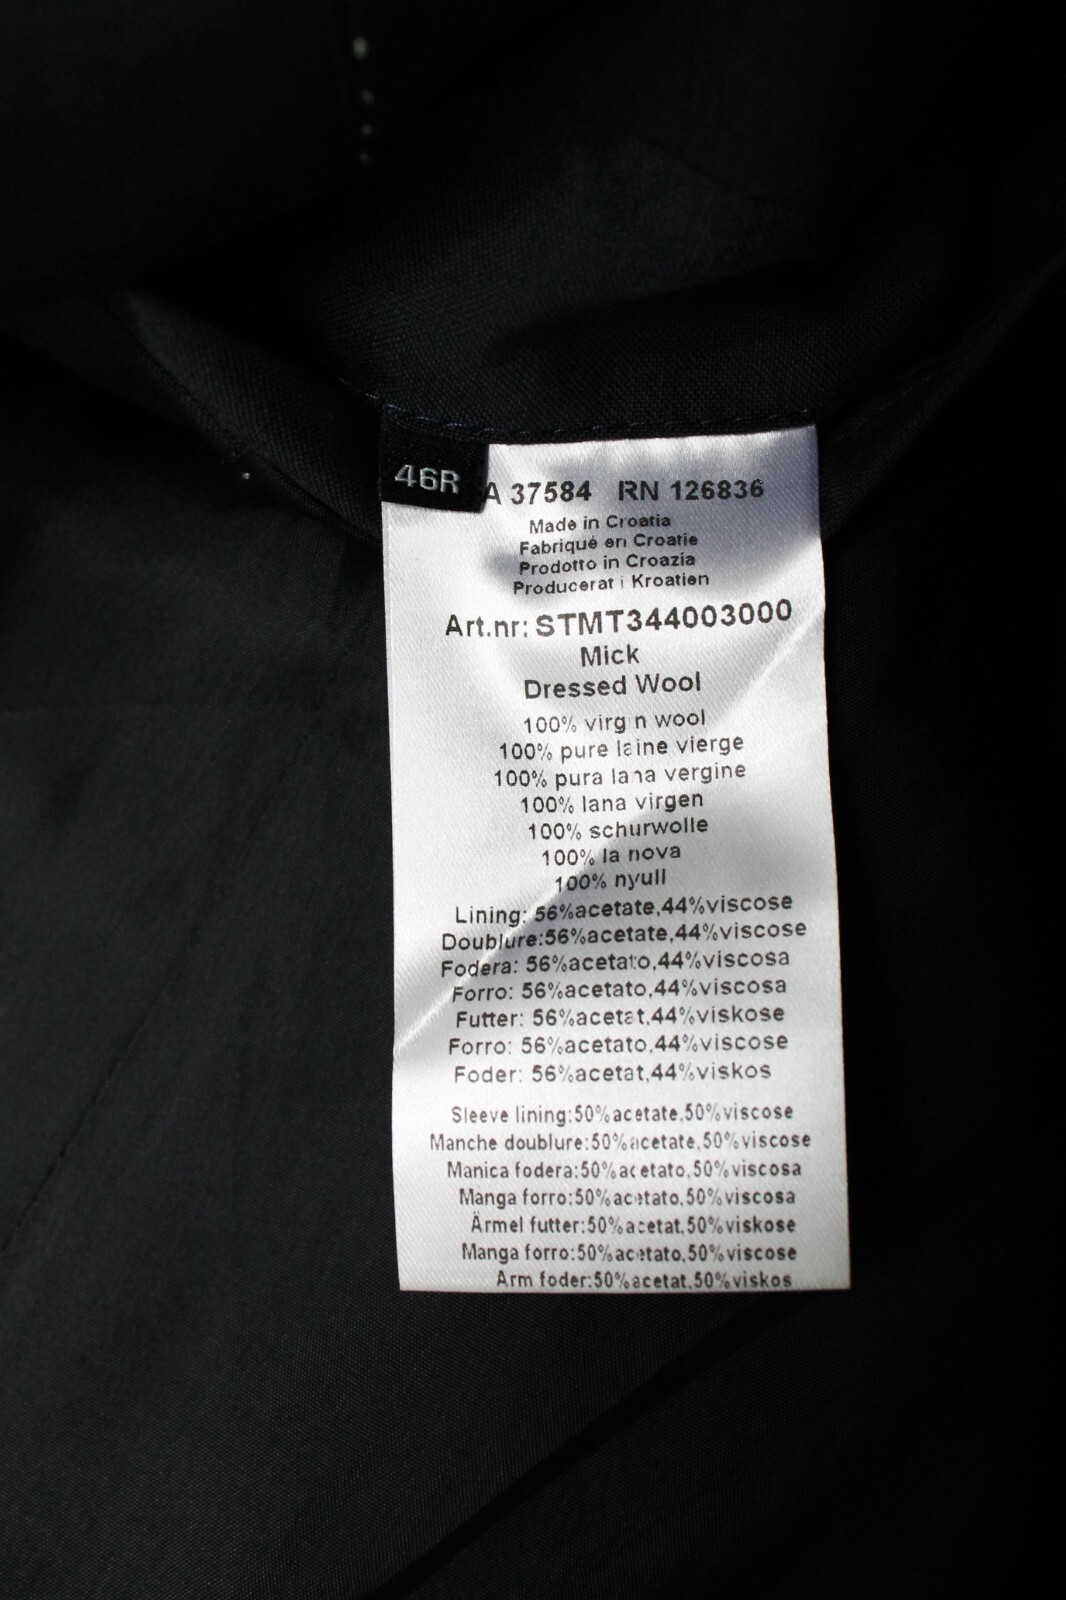 46R
A 37584 RN 126836
Made in Croatia
Fabriqué en Croatie
Prodotto in Croazia
Producerat i Kroatien
Art.nr: STMT344003000
Mick
Dressed Wool
100% virg n wool
100% pure laine vierge
100% pura lana vergine
100% lana virgen
100% schurwolle
100% la nova
100% nyull
Lining: 56%acetate,44%viscose
Doublure:56%acetate,44%viscose
Fodera: 56%acetato,44%viscosa
Forro: 56%acetato,44%viscosa
Futter: 56%acetat,44%viskose
Forro: 56%acetato,44%viscose
Foder: 56%acetat,44%viskos
Sleeve lining:50%acetate,50%viscose
Manche doublure:50%acetate,50%viscose
Manica fodera:50%acetato,50%viscosa
Manga forro:50%acetato,50%viscosa
Ärmel futter:50%acetat,50%viskose
Manga forro:50%acetato,50%viscose
Arm foder:50%acetat,50%viskos